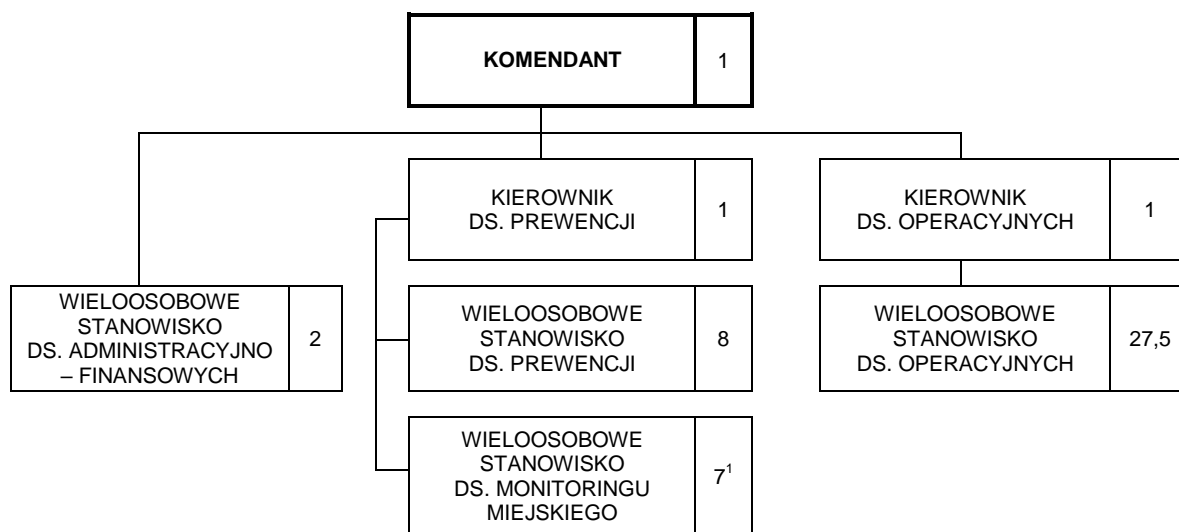 KOMENDANT
1
KIEROWNIK
DS. PREWENCJI
1
KIEROWNIK
DS. OPERACYJNYCH
1
WIELOOSOBOWE
STANOWISKO
DS. ADMINISTRACYJNO
– FINANSOWYCH
2
WIELOOSOBOWE
STANOWISKO
DS. PREWENCJI
8
WIELOOSOBOWE
STANOWISKO
DS. OPERACYJNYCH
27,5
WIELOOSOBOWE
STANOWISKO
DS. MONITORINGU
MIEJSKIEGO
7¹